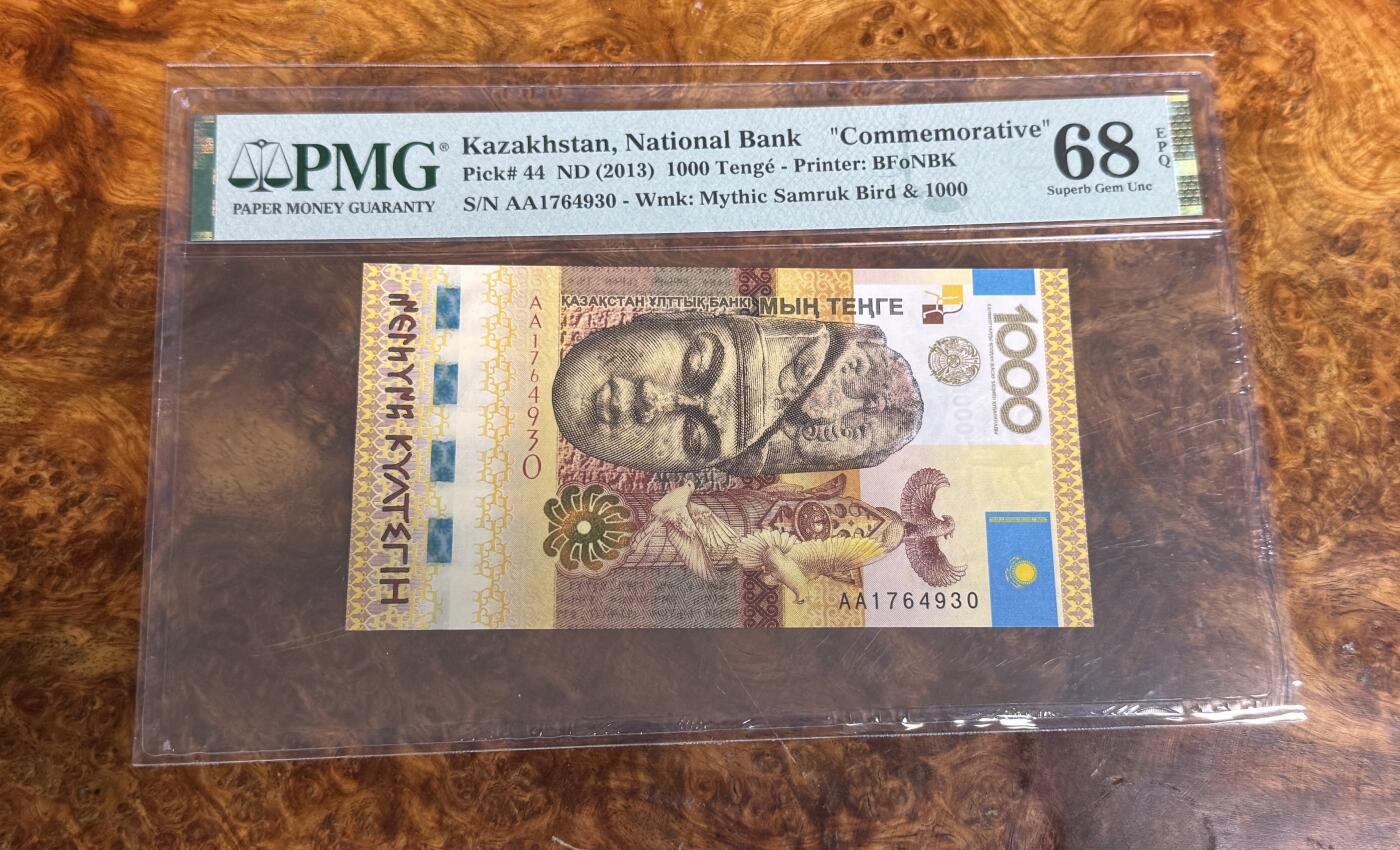 PMG®
PAPER MONEY GUARANTY
Kazakhstan, National Bank "Commemorative"
Pick# 44 ND (2013) 1000 Tengé - Printer: BFoNBK
S/N AA1764930 - Wmk: Mythic Samruk Bird & 1000
68
EPQ
Superb Gem Unc
ҚАЗАҚСТАН ҰЛТТЫҚ БАНКІ
МЫҢ ТЕҢГЕ
AA1764930
1000
AA1764930